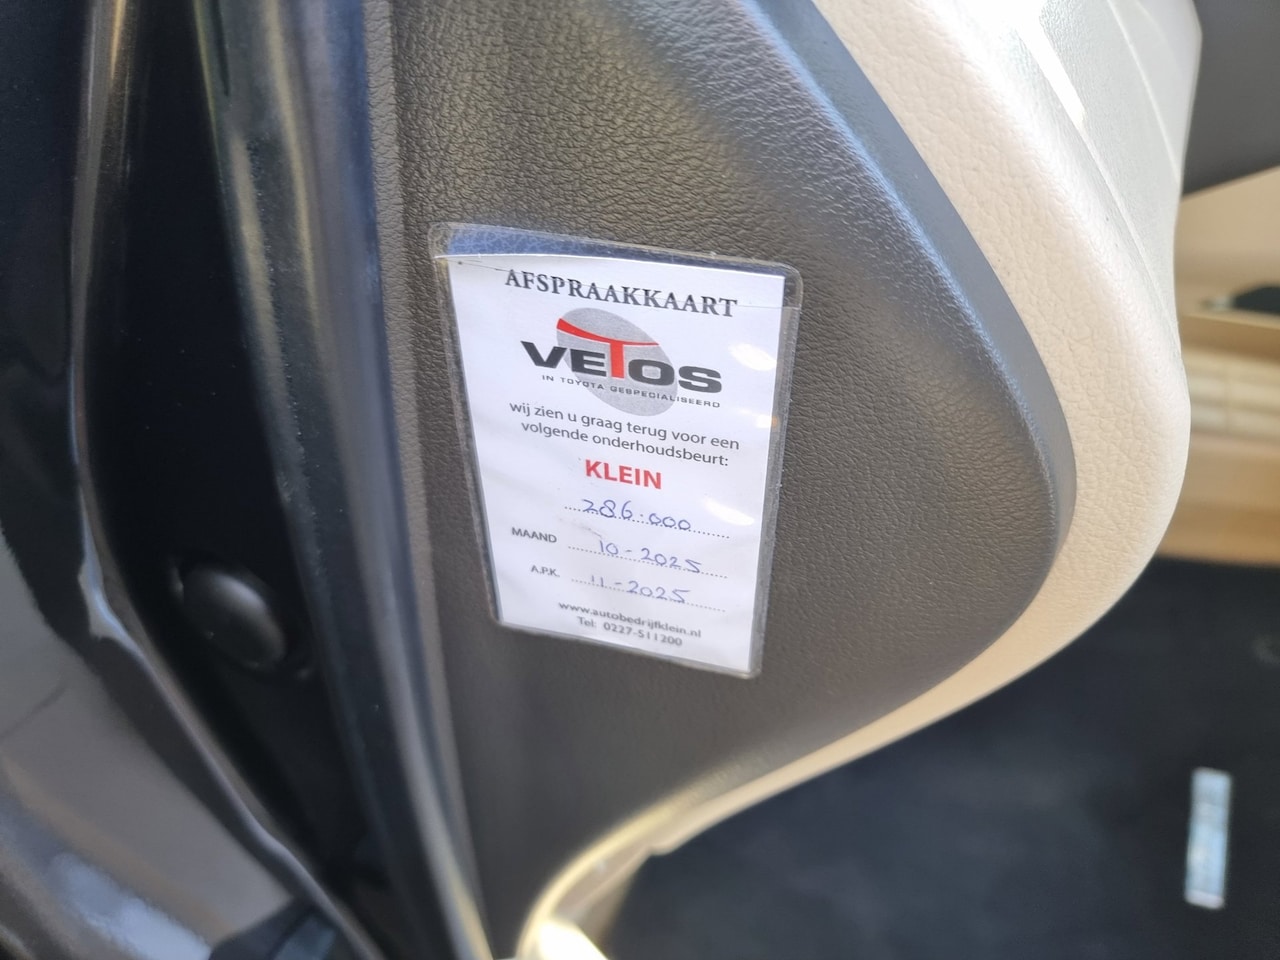 AFSPRAAKKAART
VETOS
IN TOYOTA GESPECIALISEERD
wij zien u graag terug voor een
volgende onderhoudsbeurt:
KLEIN
286.000
MAAND 10-2025
A.P.K. 11-2025
www.autobedrijfklein.nl
Tel: 0227-511200